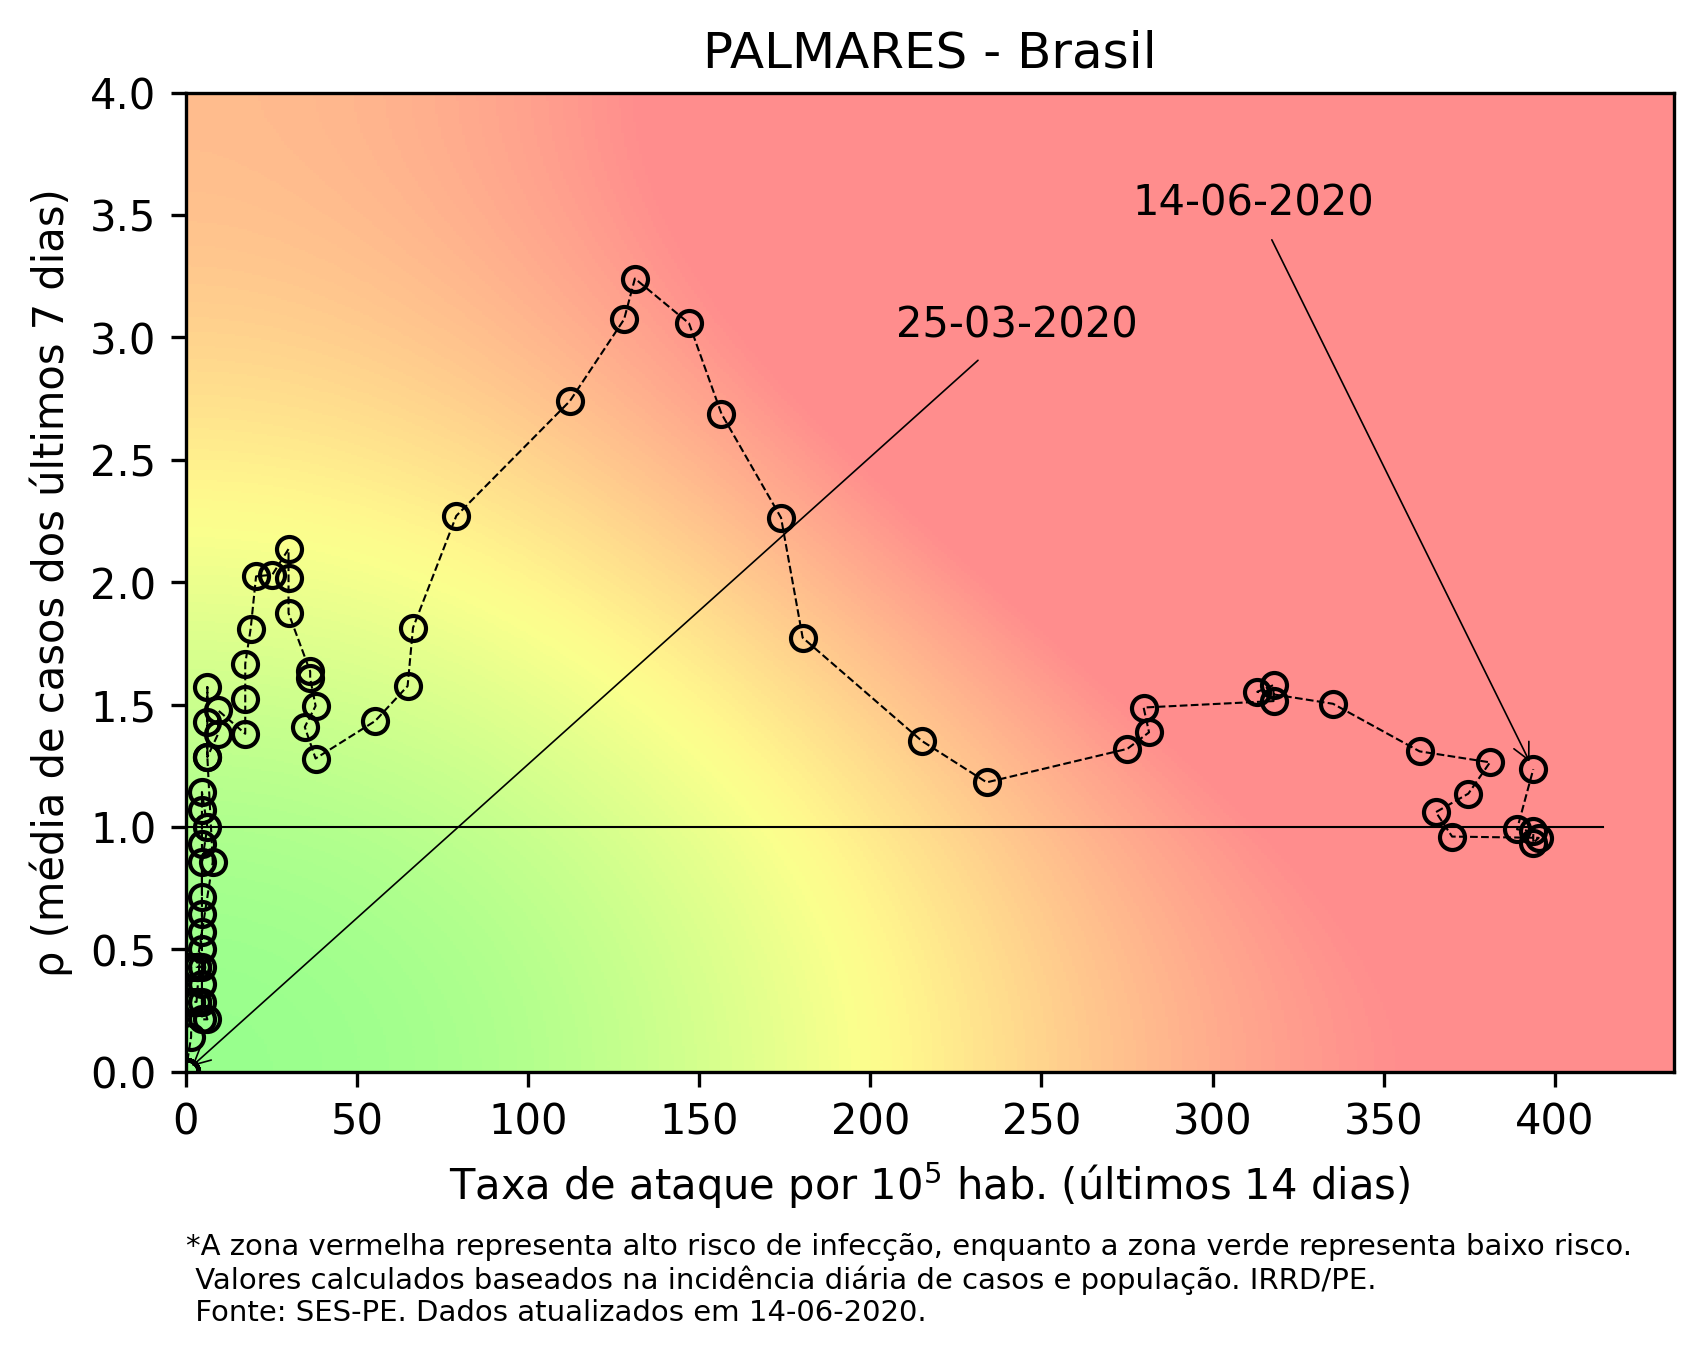 PALMARES - Brasil
4.0
3.5
3.0
2.5
2.0
1.5
1.0
0.5
0.0
ρ (média de casos dos últimos 7 dias)
14-06-2020
25-03-2020
0 50 100 150 200 250 300 350 400
Taxa de ataque por 10⁵ hab. (últimos 14 dias)
*A zona vermelha representa alto risco de infecção, enquanto a zona verde representa baixo risco.
Valores calculados baseados na incidência diária de casos e população. IRRD/PE.
Fonte: SES-PE. Dados atualizados em 14-06-2020.